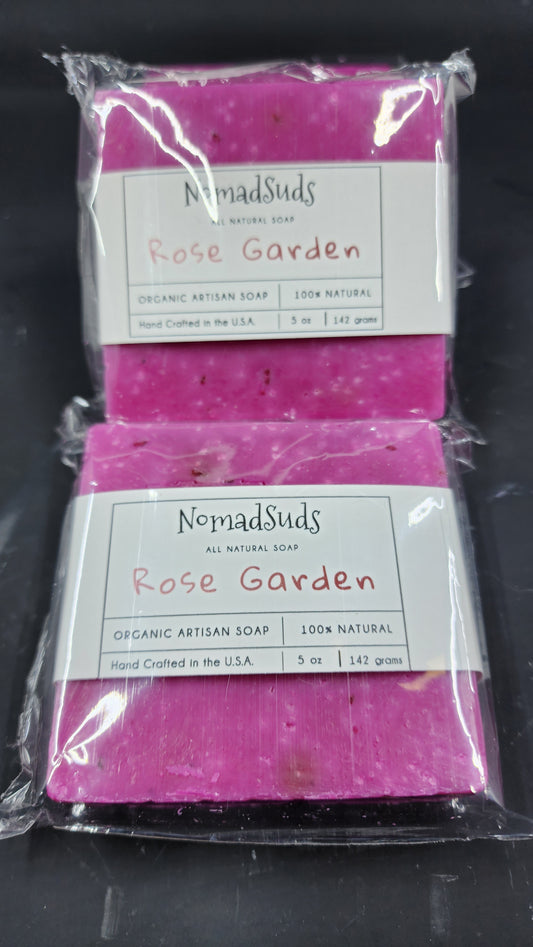 NomadSuds
ALL NATURAL SOAP
Rose Garden
ORGANIC ARTISAN SOAP | 100% NATURAL
Hand Crafted in the U.S.A. | 5 oz | 142 grams
NomadSuds
ALL NATURAL SOAP
Rose Garden
ORGANIC ARTISAN SOAP | 100% NATURAL
Hand Crafted in the U.S.A. | 5 oz | 142 grams